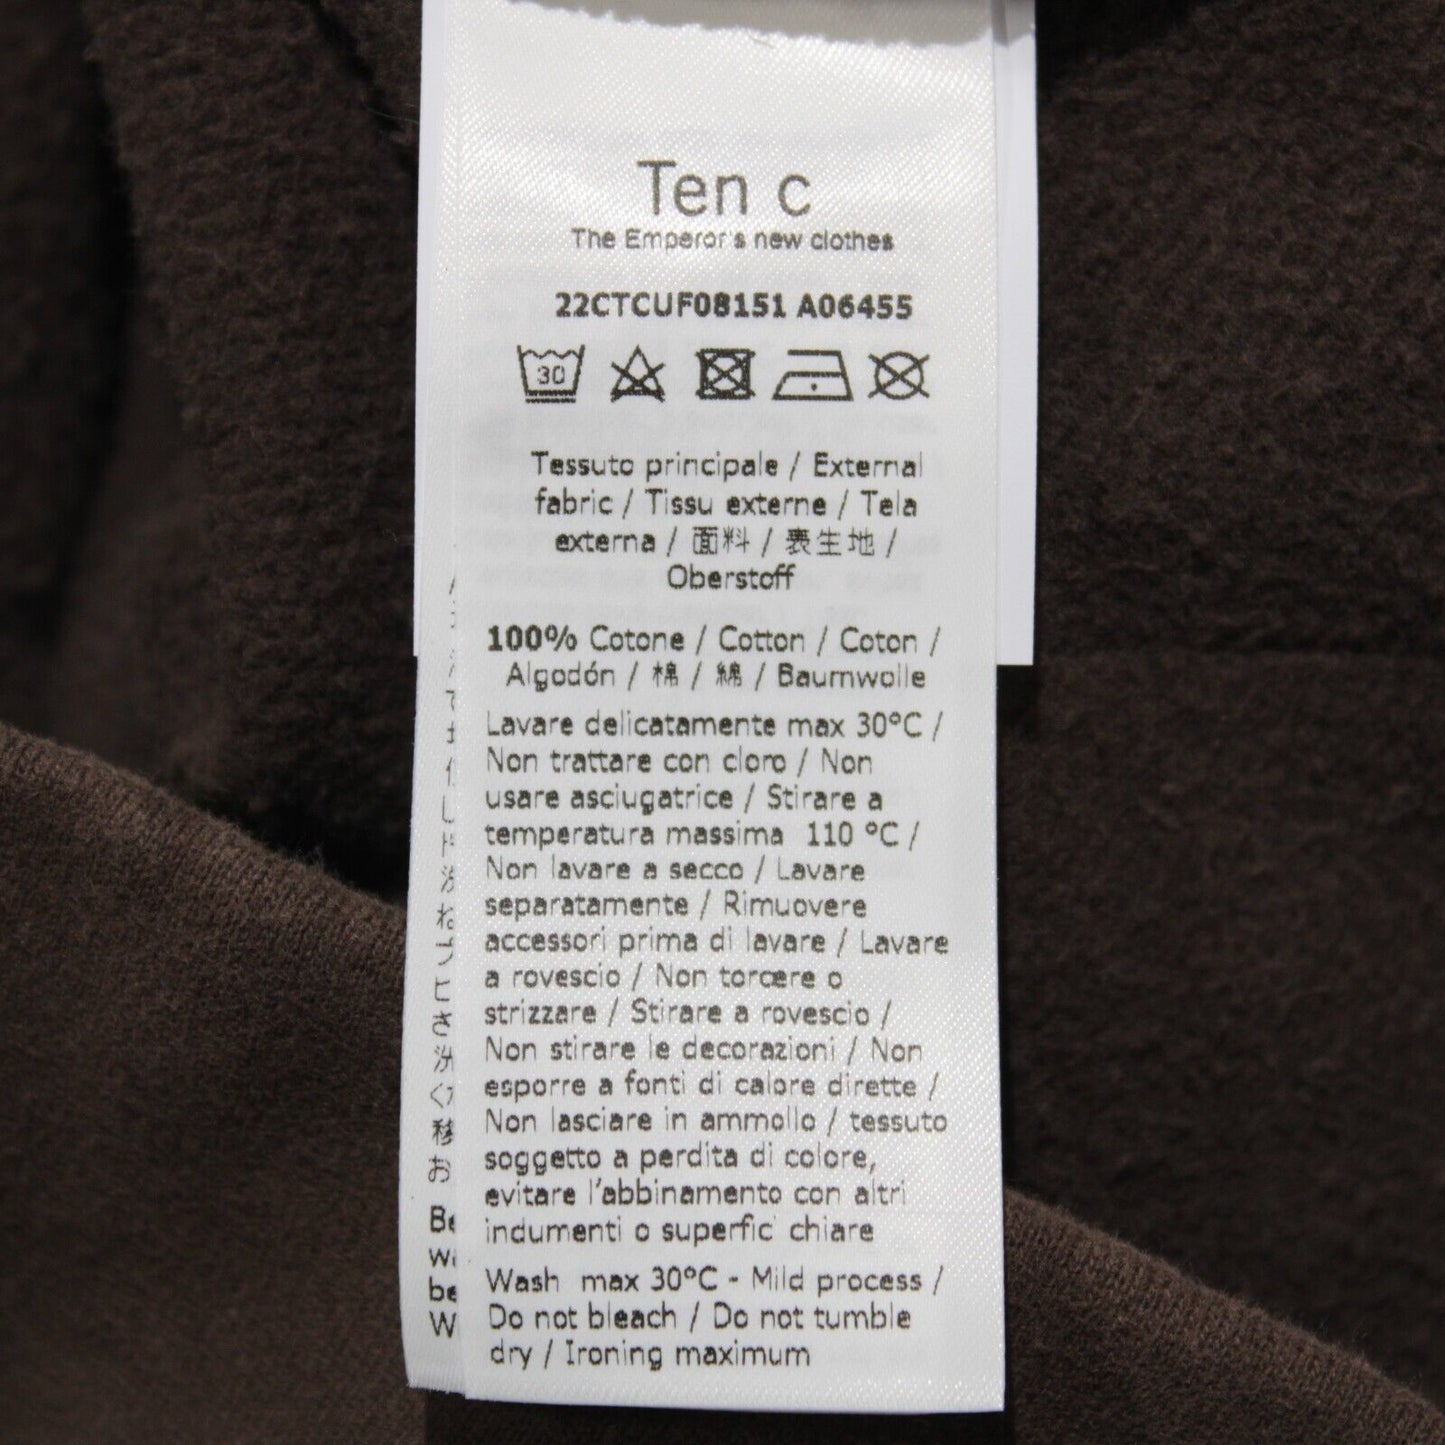 Ten c
The Emperor's new clothes
22CTCUF08151 A06455
30
Tessuto principale / External
fabric / Tissu externe / Tela
externa / 面料 / 表生地 /
Oberstoff
100% Cotone / Cotton / Coton /
Algodón / 棉 / 綿 / Baumwolle
Lavare delicatamente max 30°C /
Non trattare con cloro / Non
usare asciugatrice / Stirare a
temperatura massima 110 °C /
Non lavare a secco / Lavare
separatamente / Rimuovere
accessori prima di lavare / Lavare
a rovescio / Non torcere o
strizzare / Stirare a rovescio /
Non stirare le decorazioni / Non
esporre a fonti di calore dirette /
Non lasciare in ammollo / tessuto
soggetto a perdita di colore,
evitare l'abbinamento con altri
indumenti o superfic chiare
Wash max 30°C - Mild process /
Do not bleach / Do not tumble
dry / Ironing maximum